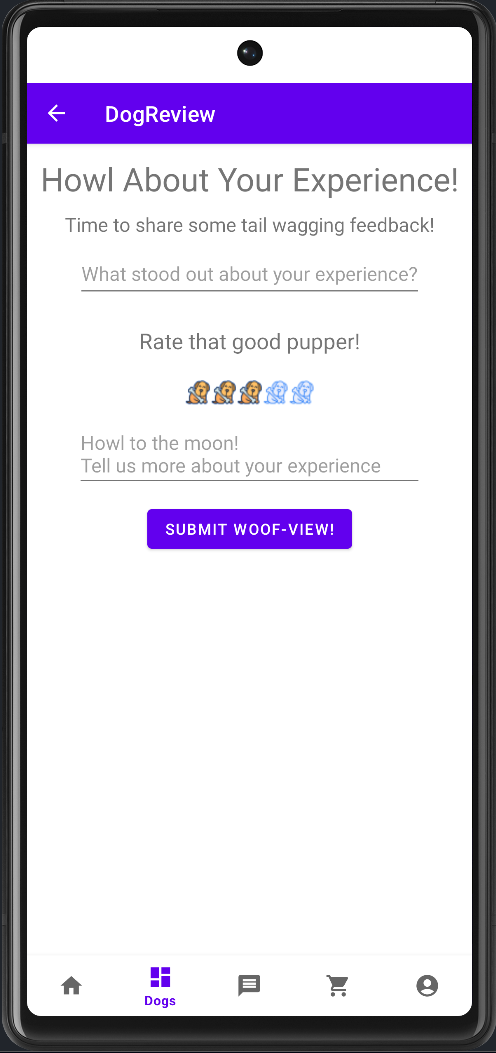 DogReview
Howl About Your Experience!
Time to share some tail wagging feedback!
What stood out about your experience?
Rate that good pupper!
Howl to the moon!
Tell us more about your experience
SUBMIT WOOF-VIEW!
Dogs